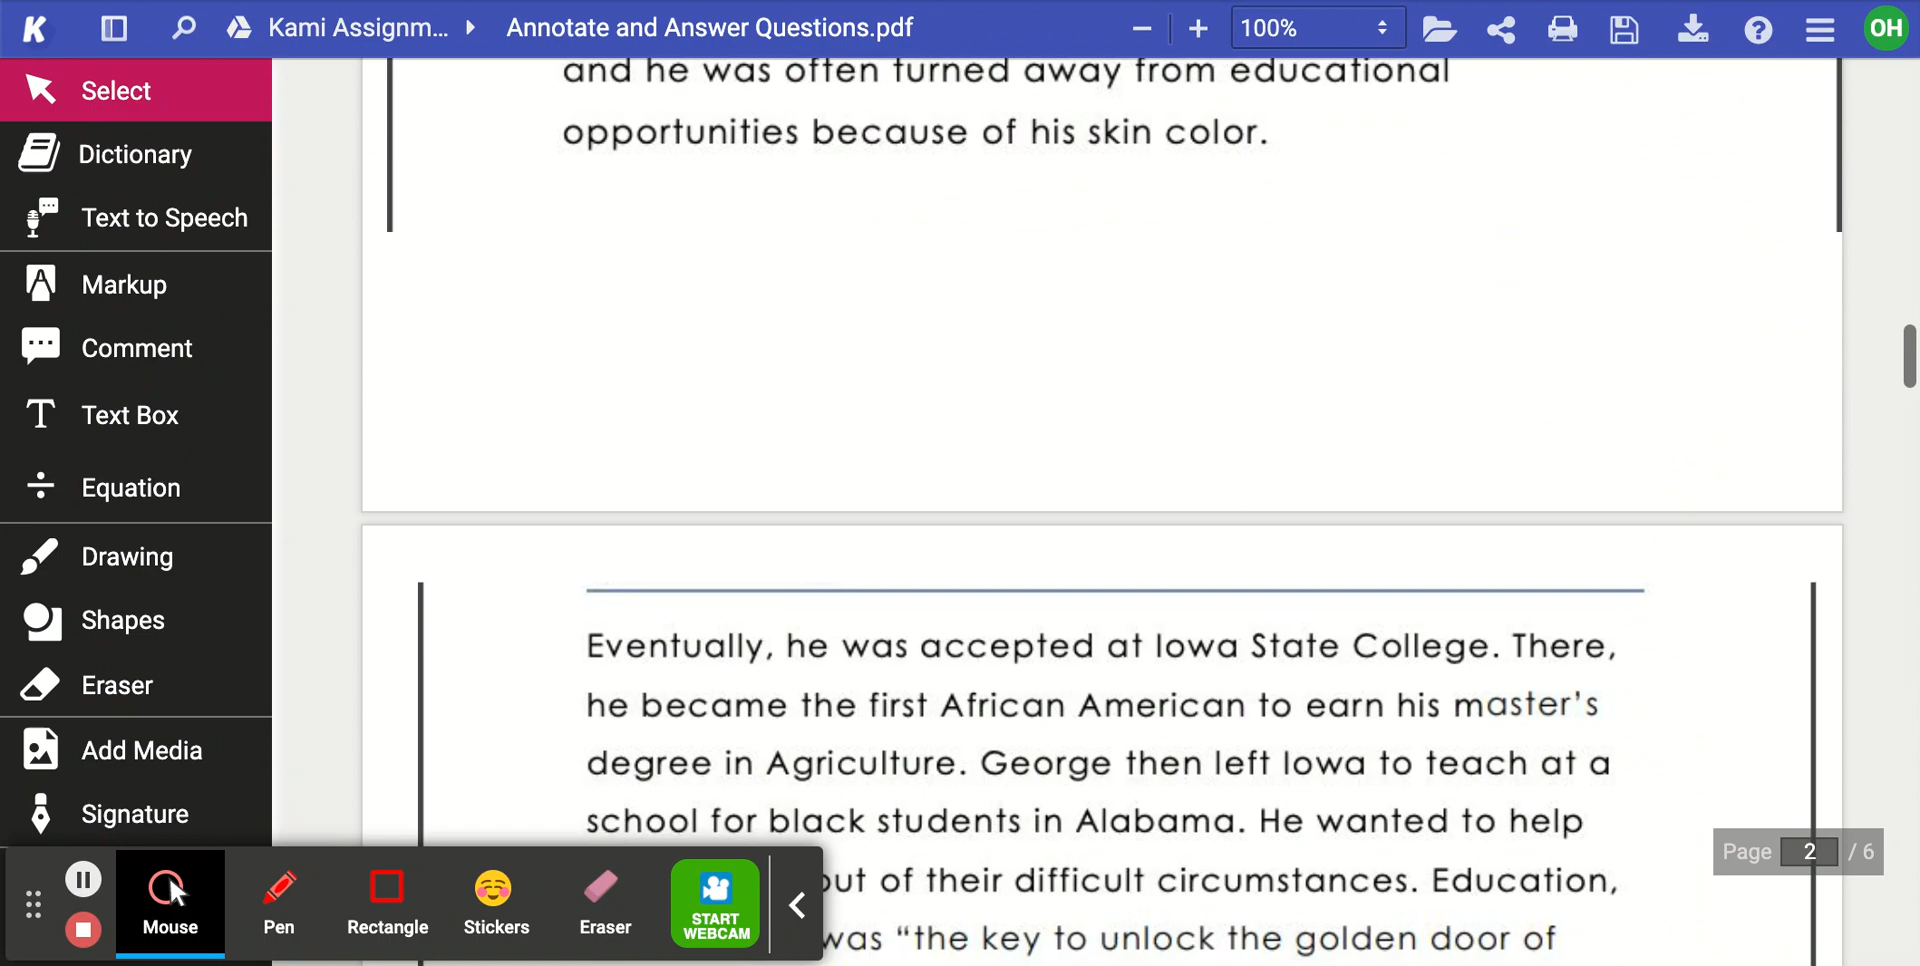 K Kami Assignm... Annotate and Answer Questions.pdf 100% OH
Select
Dictionary
Text to Speech
Markup
Comment
Text Box
Equation
Drawing
Shapes
Eraser
Add Media
Signature
and he was often turned away from educational
opportunities because of his skin color.
Eventually, he was accepted at Iowa State College. There,
he became the first African American to earn his master's
degree in Agriculture. George then left Iowa to teach at a
school for black students in Alabama. He wanted to help
out of their difficult circumstances. Education,
was “the key to unlock the golden door of
Page 2 / 6
Mouse
Pen
Rectangle
Stickers
Eraser
START
WEBCAM